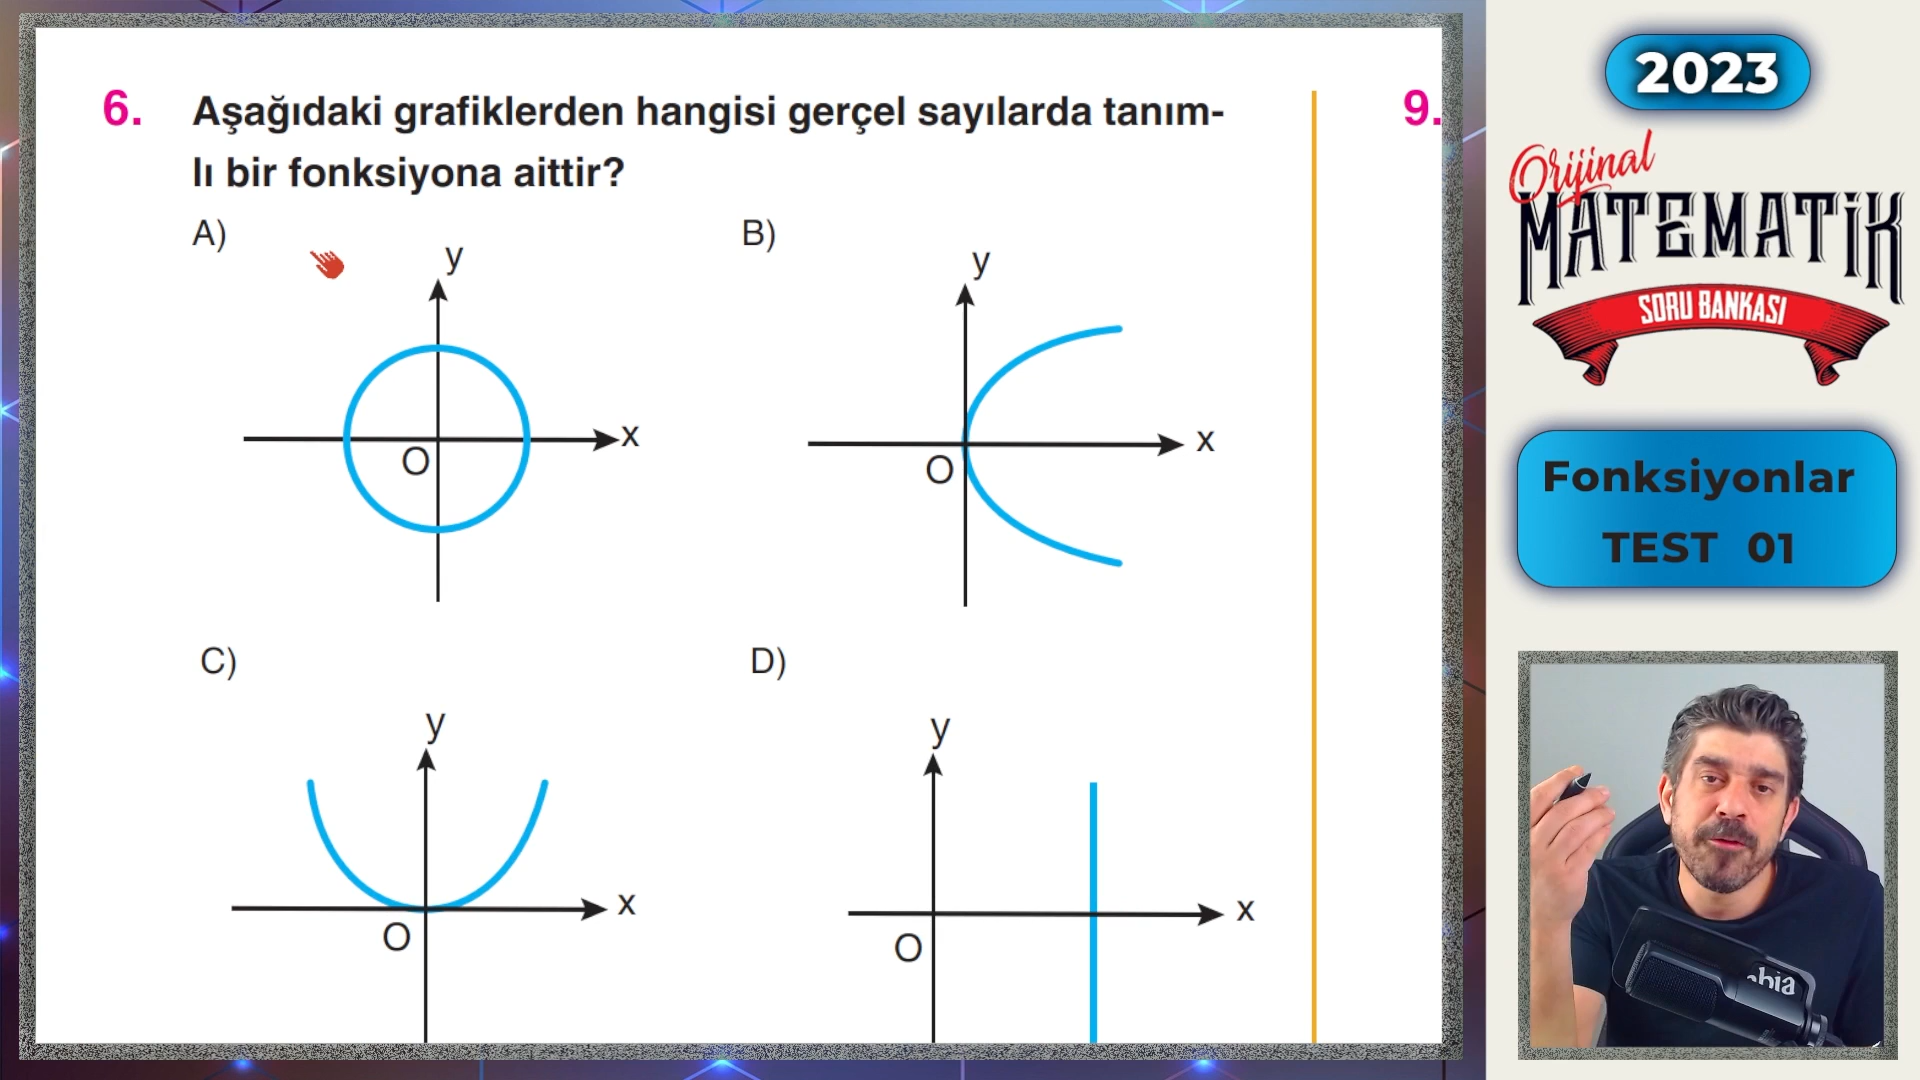 6. Aşağıdaki grafiklerden hangisi gerçel sayılarda tanım-
lı bir fonksiyona aittir?
A)
B)
y
x
O
y
x
O
C)
D)
y
x
O
y
x
O
9.
2023
Orijinal
MATEMATİK
SORU BANKASI
Fonksiyonlar
TEST 01